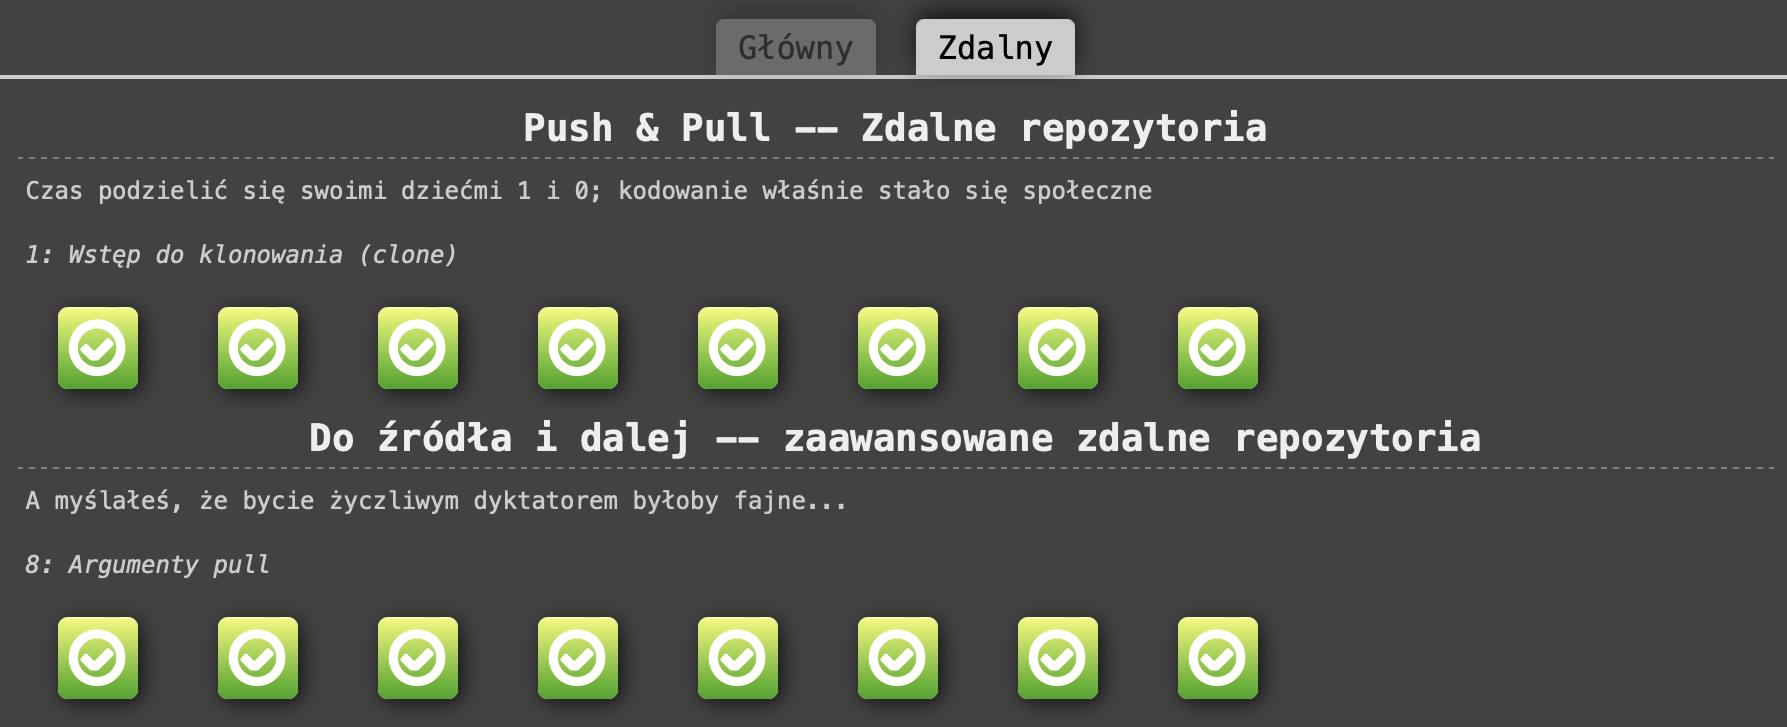 Główny Zdalny
Push & Pull -- Zdalne repozytoria
Czas podzielić się swoimi dziećmi 1 i 0; kodowanie właśnie stało się społeczne
1: Wstęp do klonowania (clone)
Do źródła i dalej -- zaawansowane zdalne repozytoria
A myślałeś, że bycie życzliwym dyktatorem byłoby fajne...
8: Argumenty pull